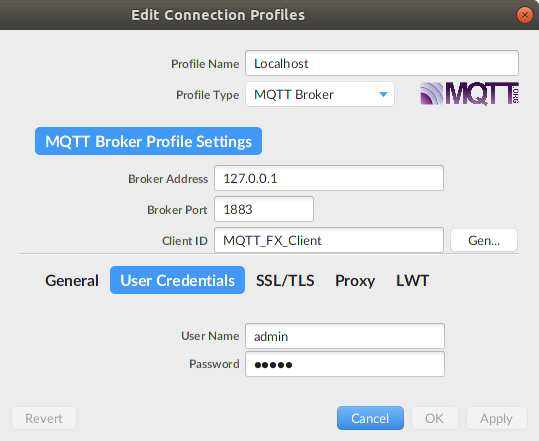 Edit Connection Profiles
Profile Name Localhost
Profile Type MQTT Broker
MQTT.ORG
MQTT Broker Profile Settings
Broker Address 127.0.0.1
Broker Port 1883
Client ID MQTT_FX_Client Gen...
General User Credentials SSL/TLS Proxy LWT
User Name admin
Password ●●●●●
Revert Cancel OK Apply